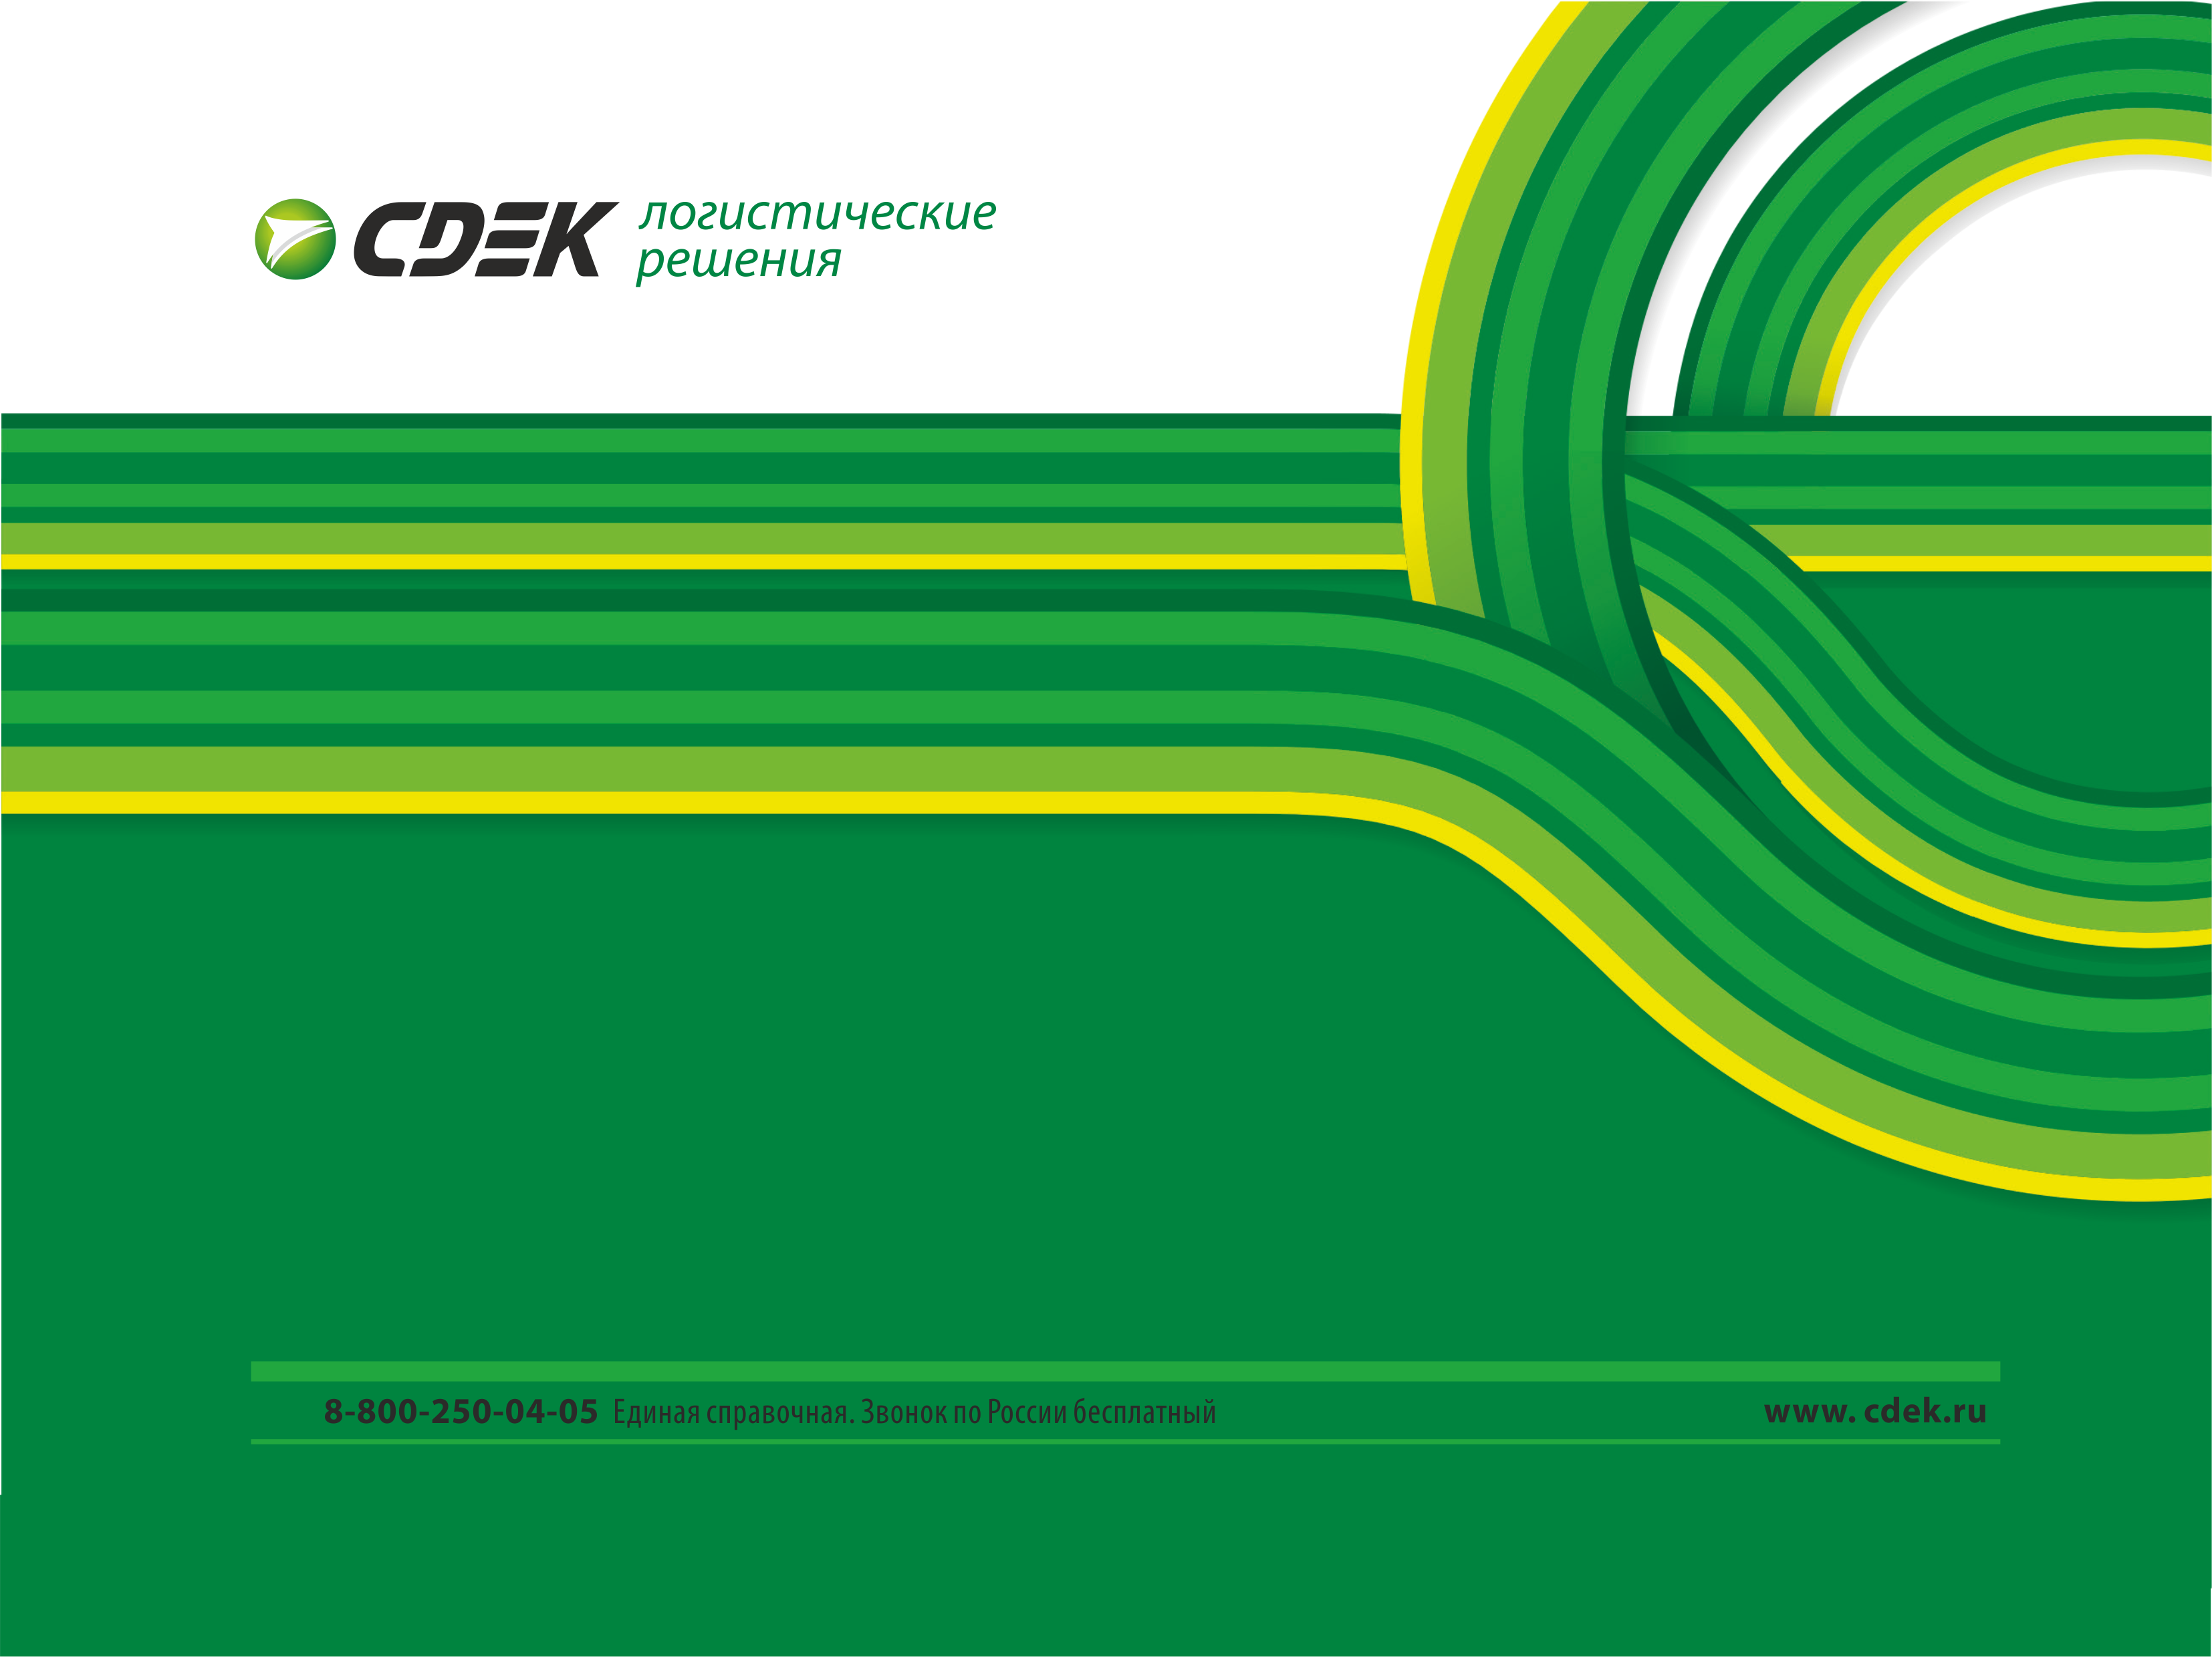 CDEK логистические
решения
8-800-250-04-05 Единая справочная. Звонок по России бесплатный
www. cdek.ru